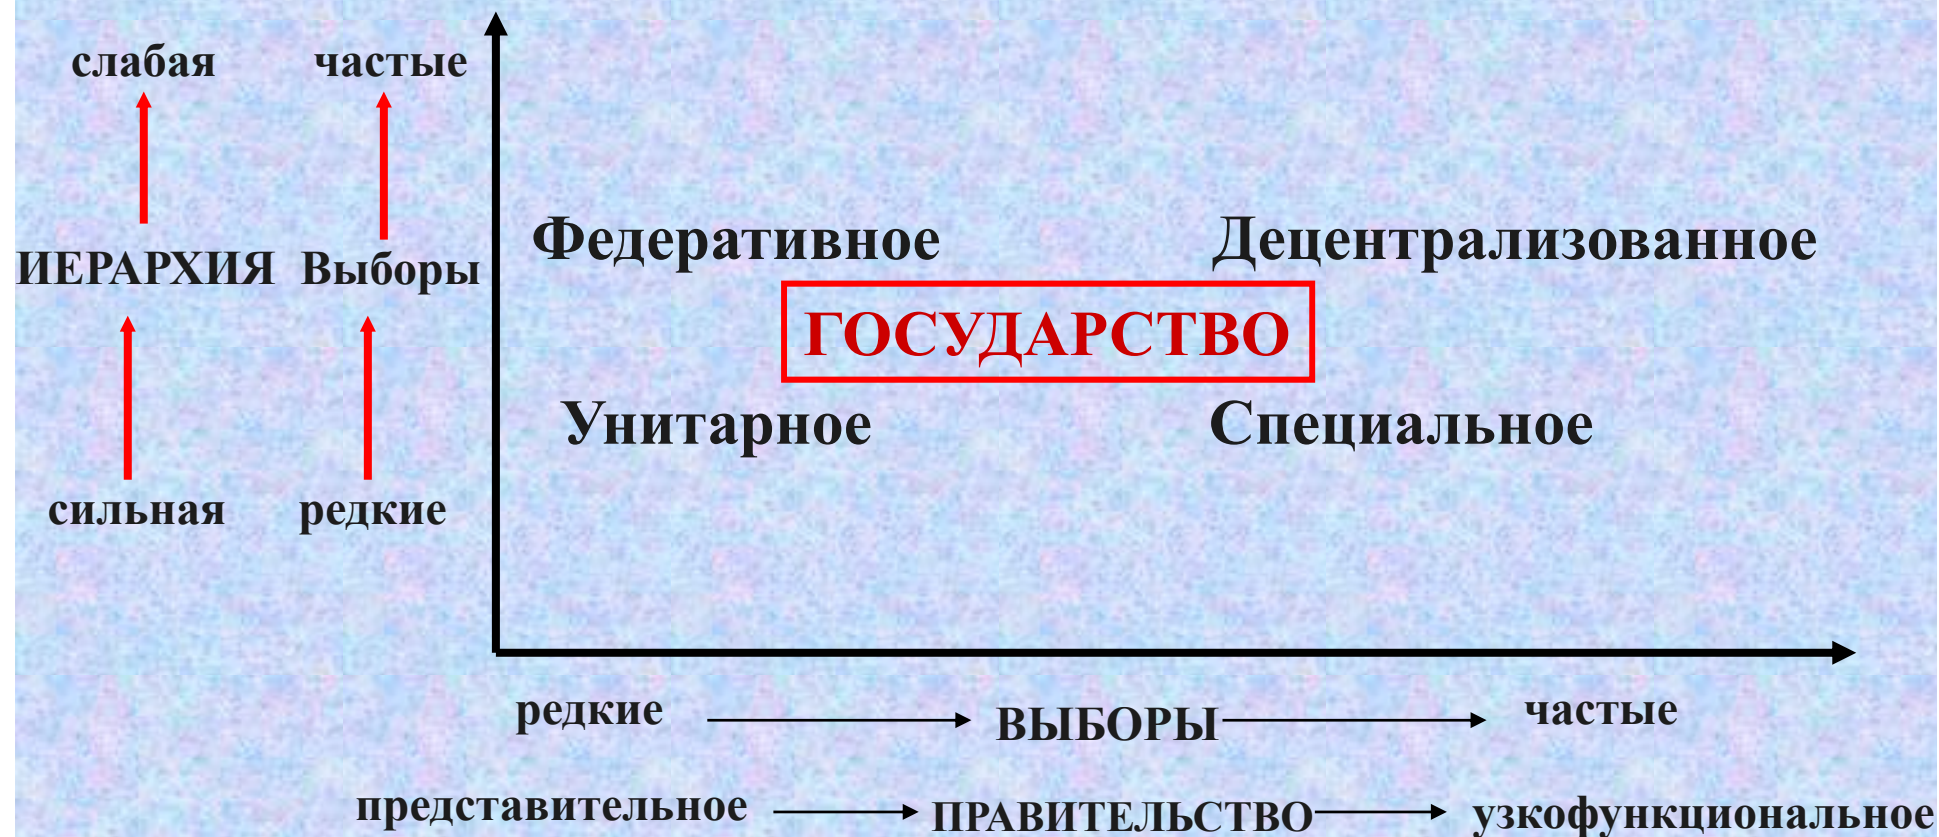 слабая частые
Федеративное Децентрализованное
ИЕРАРХИЯ Выборы
ГОСУДАРСТВО
Унитарное Специальное
сильная редкие
редкие ВЫБОРЫ частые
представительное ПРАВИТЕЛЬСТВО узкофункциональное